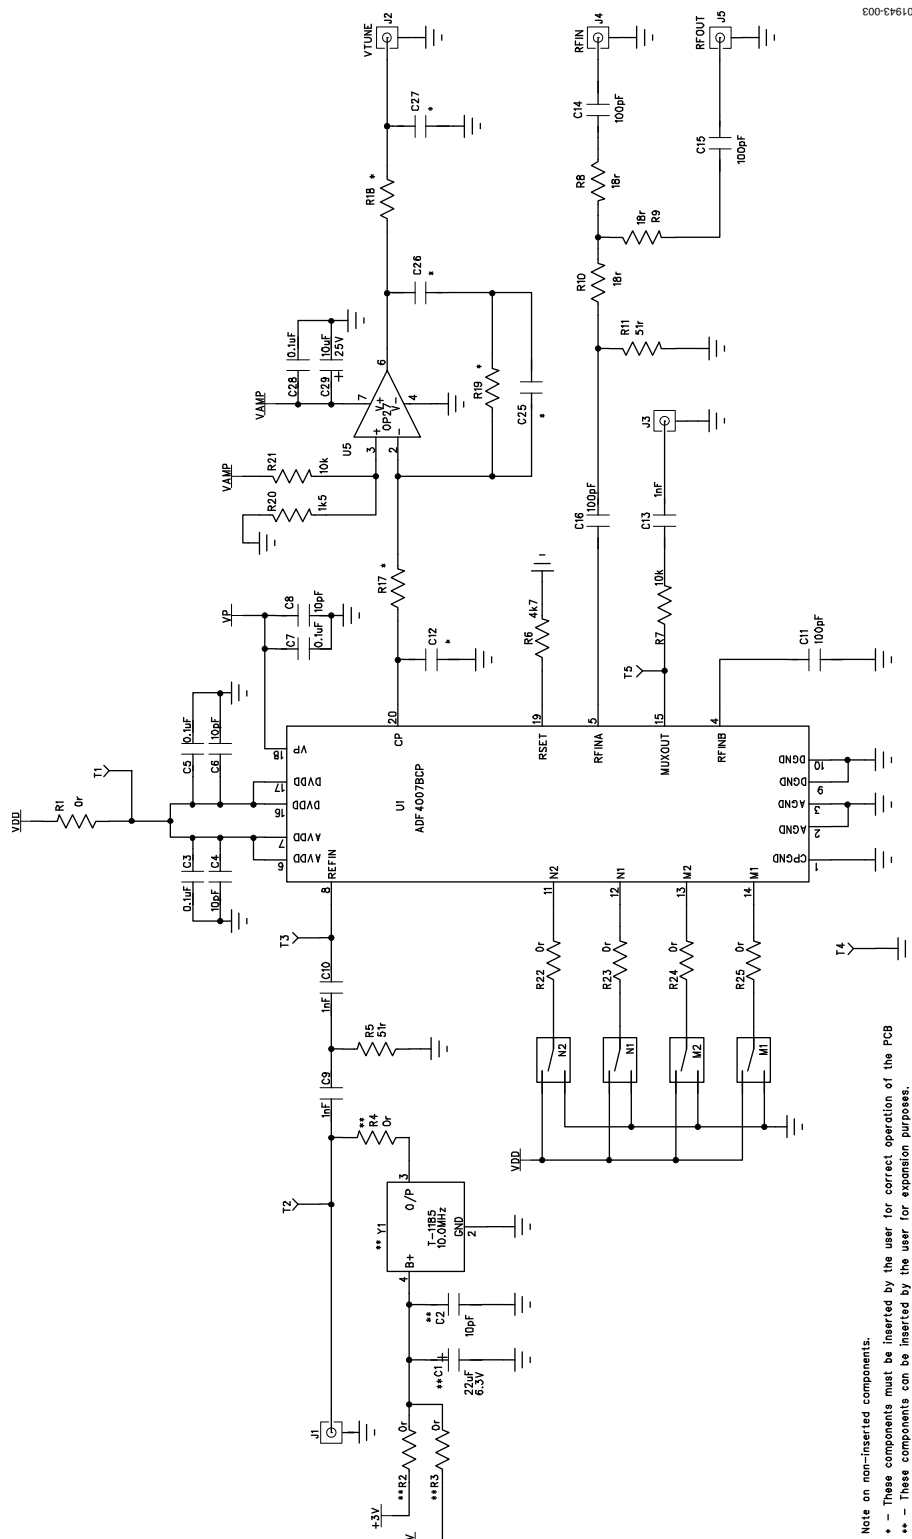 01943-003
J2
VTUNE
C27
*
R18 *
C26
*
VAMP
0.1uF
C28
10uF
25V
C29
+
7
V+
OP27
V-
6
4
3
+
2
-
U5
R19 *
C25
*
VAMP
R21
10k
R20
1k5
R17 *
C12
*
J4
RFIN
C14
100pF
R8
18r
J5
RFOUT
C15
100pF
18r
R9
R10
18r
R11
51r
J3
100pF
C16
1nF
C13
10k
R7
T5
R6
4k7
C11
100pF
VP
C8
10pF
C7
0.1uF
0.1uF
C5
10pF
C6
T1
VDD
R1
0r
C3
0.1uF
C4
10pF
20
CP
19
RSET
5
RFINA
15
MUXOUT
4
RFINB
18
VP
17
DVDD
16
DVDD
7
AVDD
6
AVDD
U1
ADF4007BCP
10
DGND
9
DGND
3
AGND
2
AGND
1
CPGND
REFIN
8
N2
11
N1
12
M2
13
M1
14
T3
C10
1nF
R5
51r
C9
1nF
**
R4
0r
T2
J1
R22
0r
R23
0r
R24
0r
R25
0r
N2
N1
M2
M1
VDD
T4
** Y1
T-11B5
10.0MHz
O/P
3
B+
4
GND
2
**
C2
10pF
**C1
+
22uF
6.3V
**R2
0r
**R3
0r
+3V
Note on non-inserted components.
* - These components must be inserted by the user for correct operation of the PCB
** - These components can be inserted by the user for expansion purposes.